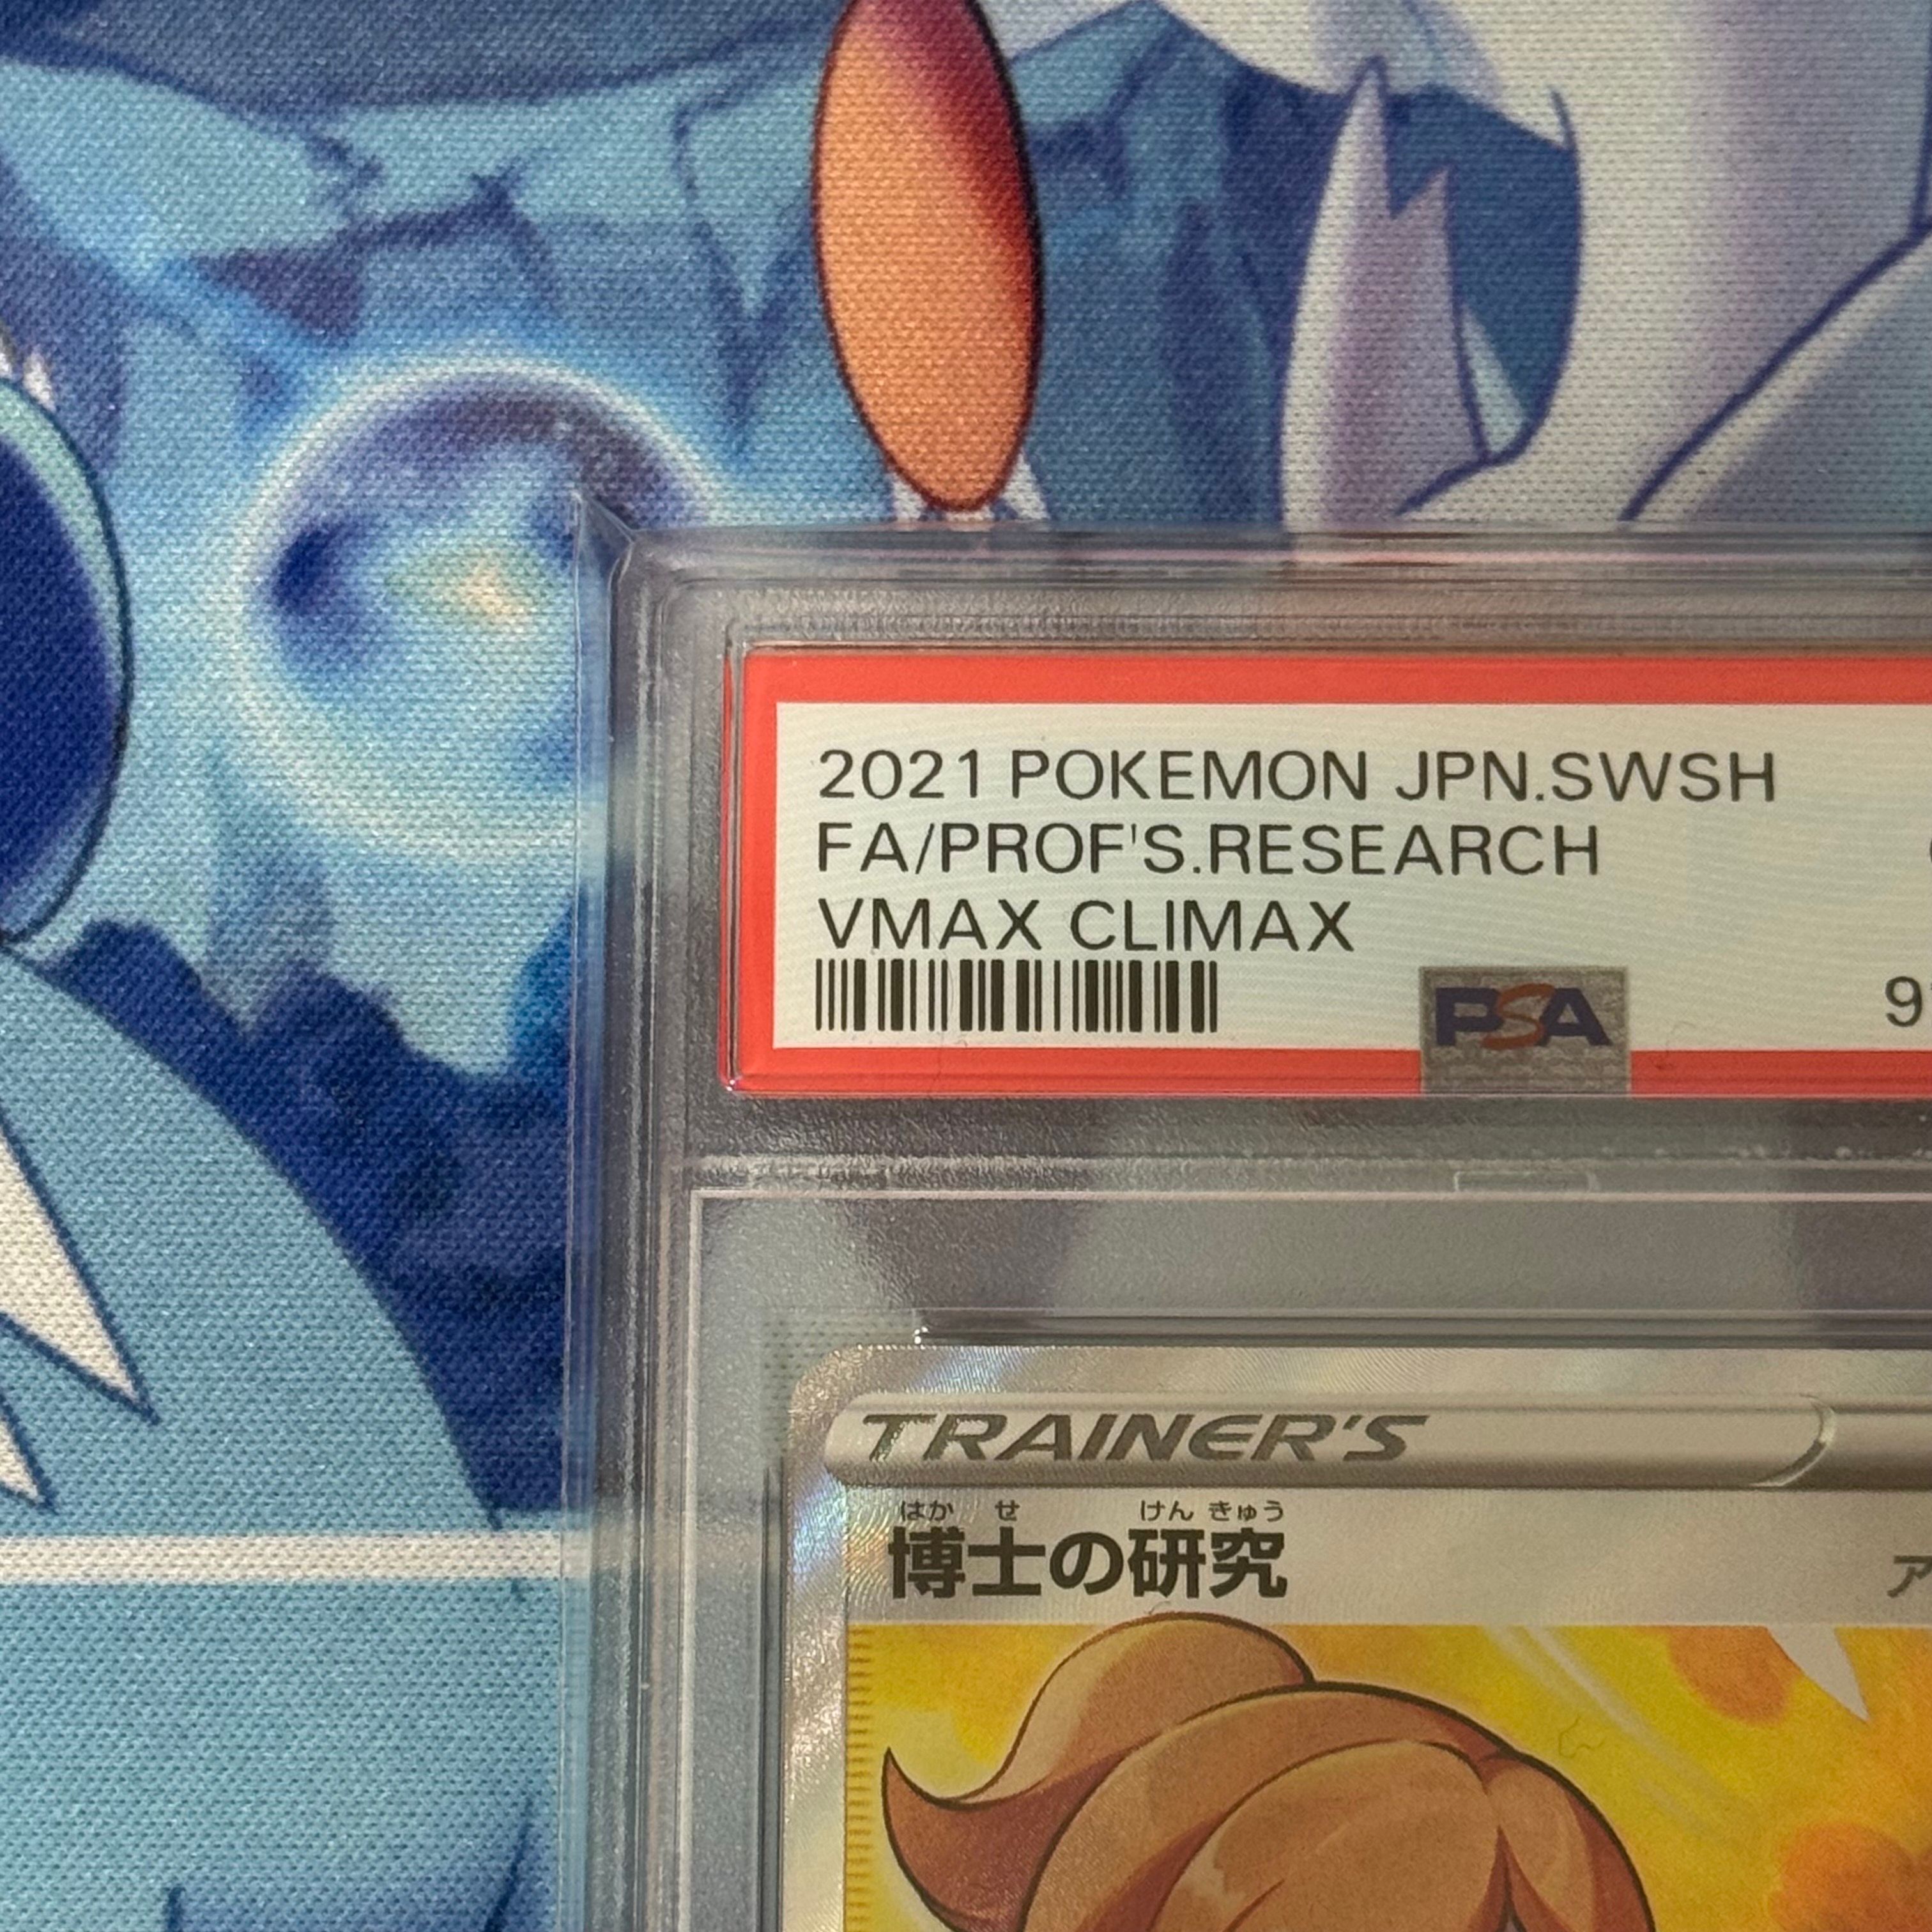 2021 POKEMON JPN.SWSH
FA/PROF'S.RESEARCH
VMAX CLIMAX
PSA
TRAINER'S
はかせ けんきゅう
博士の研究